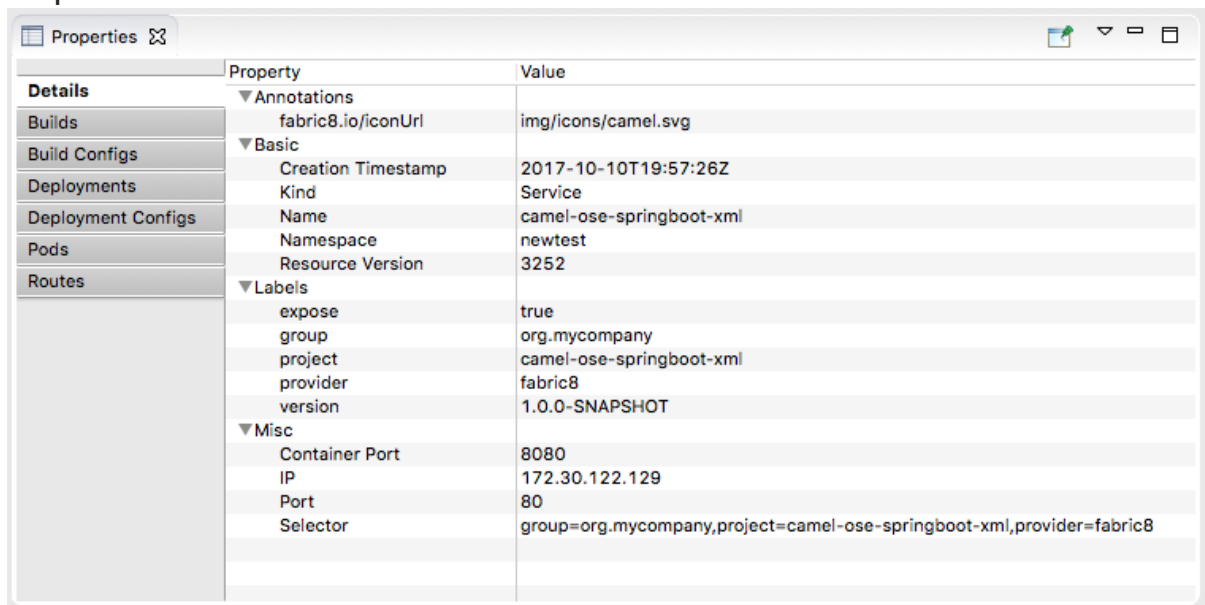 Properties
Property Value
Details
Builds
Build Configs
Deployments
Deployment Configs
Pods
Routes
Annotations
fabric8.io/iconUrl img/icons/camel.svg
Basic
Creation Timestamp 2017-10-10T19:57:26Z
Kind Service
Name camel-ose-springboot-xml
Namespace newtest
Resource Version 3252
Labels
expose true
group org.mycompany
project camel-ose-springboot-xml
provider fabric8
version 1.0.0-SNAPSHOT
Misc
Container Port 8080
IP 172.30.122.129
Port 80
Selector group=org.mycompany,project=camel-ose-springboot-xml,provider=fabric8